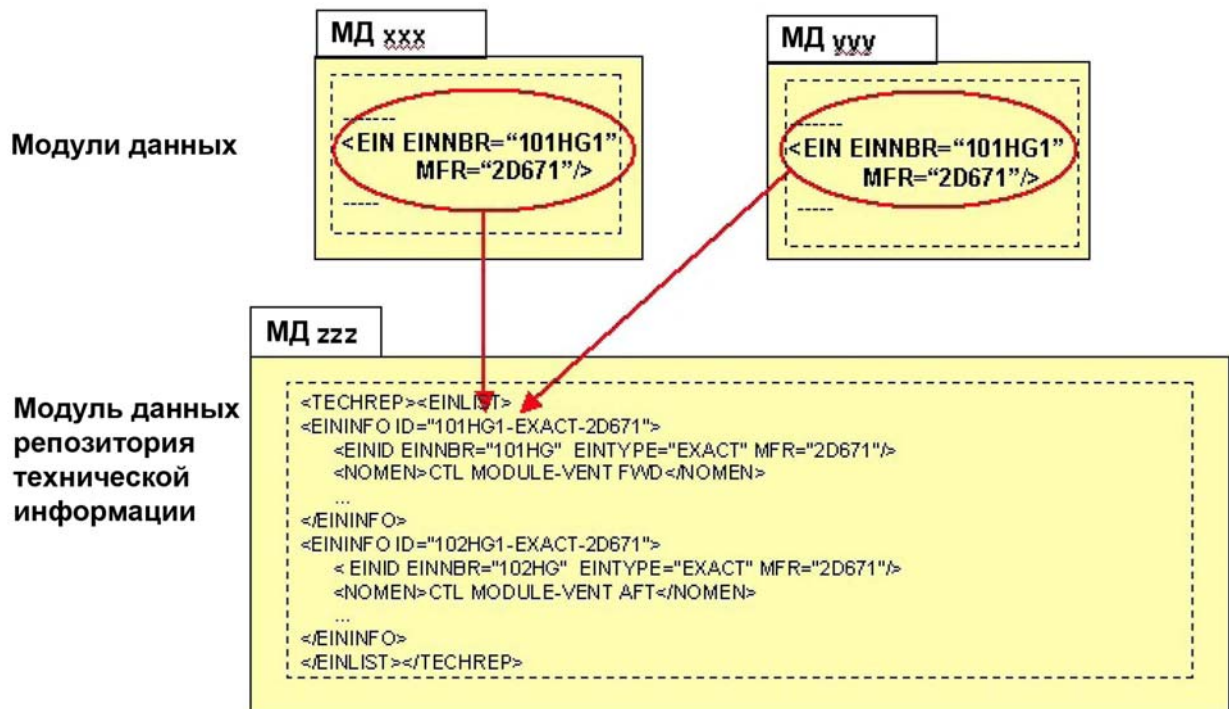 МД xxx
МД yyy
Модули данных
-------
<EIN EINNBR=“101HG1”
MFR=“2D671”/>
-----
-------
<EIN EINNBR=“101HG1”
MFR=“2D671”/>
-----
МД zzz
Модуль данных
репозитория
технической
информации
<TECHREP><EINLIST>
<EININFO ID="101HG1-EXACT-2D671">
<EINID EINNBR="101HG" EINTYPE="EXACT" MFR="2D671"/>
<NOMEN>CTL MODULE-VENT FWD</NOMEN>
...
</EININFO>
<EININFO ID="102HG1-EXACT-2D671">
< EINID EINNBR="102HG" EINTYPE="EXACT" MFR="2D671"/>
<NOMEN>CTL MODULE-VENT AFT</NOMEN>
...
</EININFO>
</EINLIST></TECHREP>